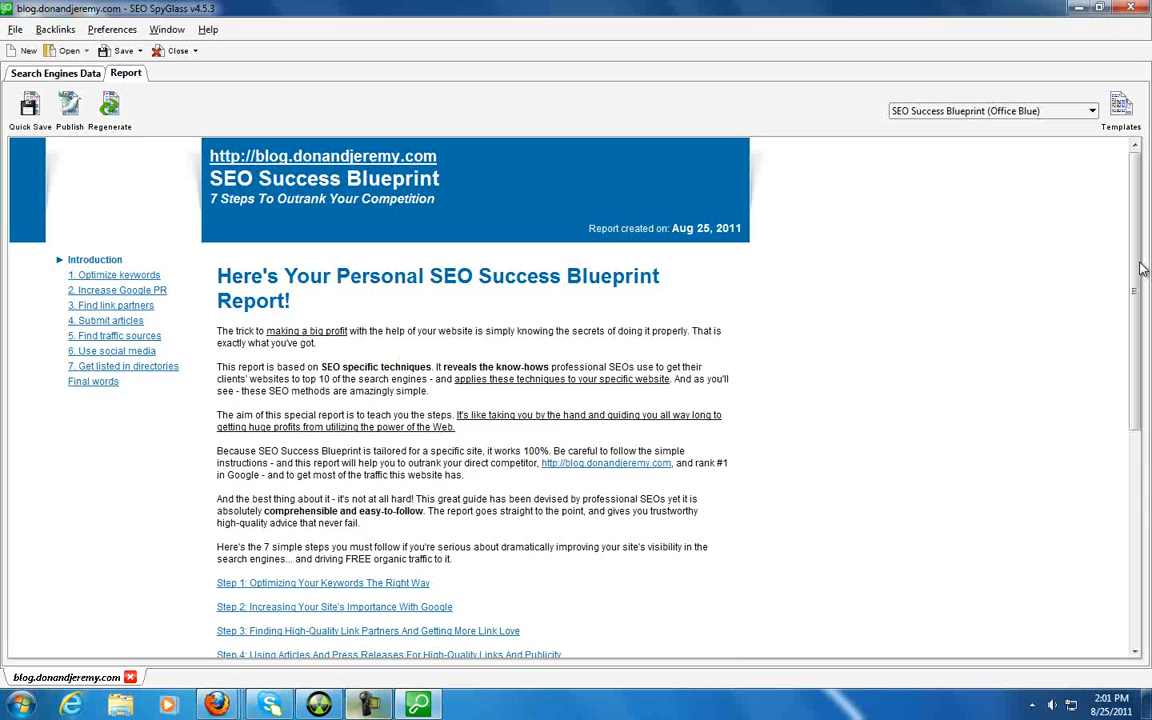 blog.donandjeremy.com - SEO SpyGlass v4.5.3
File Backlinks Preferences Window Help
New Open Save Close
Search Engines Data Report
SEO Success Blueprint (Office Blue)
Quick Save Publish Regenerate Templates
http://blog.donandjeremy.com
SEO Success Blueprint
7 Steps To Outrank Your Competition
Report created on: Aug 25, 2011
Introduction
1. Optimize keywords
2. Increase Google PR
3. Find link partners
4. Submit articles
5. Find traffic sources
6. Use social media
7. Get listed in directories
Final words
Here's Your Personal SEO Success Blueprint
Report!
The trick to making a big profit with the help of your website is simply knowing the secrets of doing it properly. That is
exactly what you've got.
This report is based on SEO specific techniques. It reveals the know-hows professional SEOs use to get their
clients' websites to top 10 of the search engines - and applies these techniques to your specific website. And as you'll
see - these SEO methods are amazingly simple.
The aim of this special report is to teach you the steps. It's like taking you by the hand and guiding you all way long to
getting huge profits from utilizing the power of the Web.
Because SEO Success Blueprint is tailored for a specific site, it works 100%. Be careful to follow the simple
instructions - and this report will help you to outrank your direct competitor, http://blog.donandjeremy.com, and rank #1
in Google - and to get most of the traffic this website has.
And the best thing about it - it's not at all hard! This great guide has been devised by professional SEOs yet it is
absolutely comprehensible and easy-to-follow. The report goes straight to the point, and gives you trustworthy
high-quality advice that never fail.
Here's the 7 simple steps you must follow if you're serious about dramatically improving your site's visibility in the
search engines... and driving FREE organic traffic to it.
Step 1: Optimizing Your Keywords The Right Way
Step 2: Increasing Your Site's Importance With Google
Step 3: Finding High-Quality Link Partners And Getting More Link Love
Step 4: Using Articles And Press Releases For High-Quality Links And Publicity
blog.donandjeremy.com
2:01 PM
8/25/2011